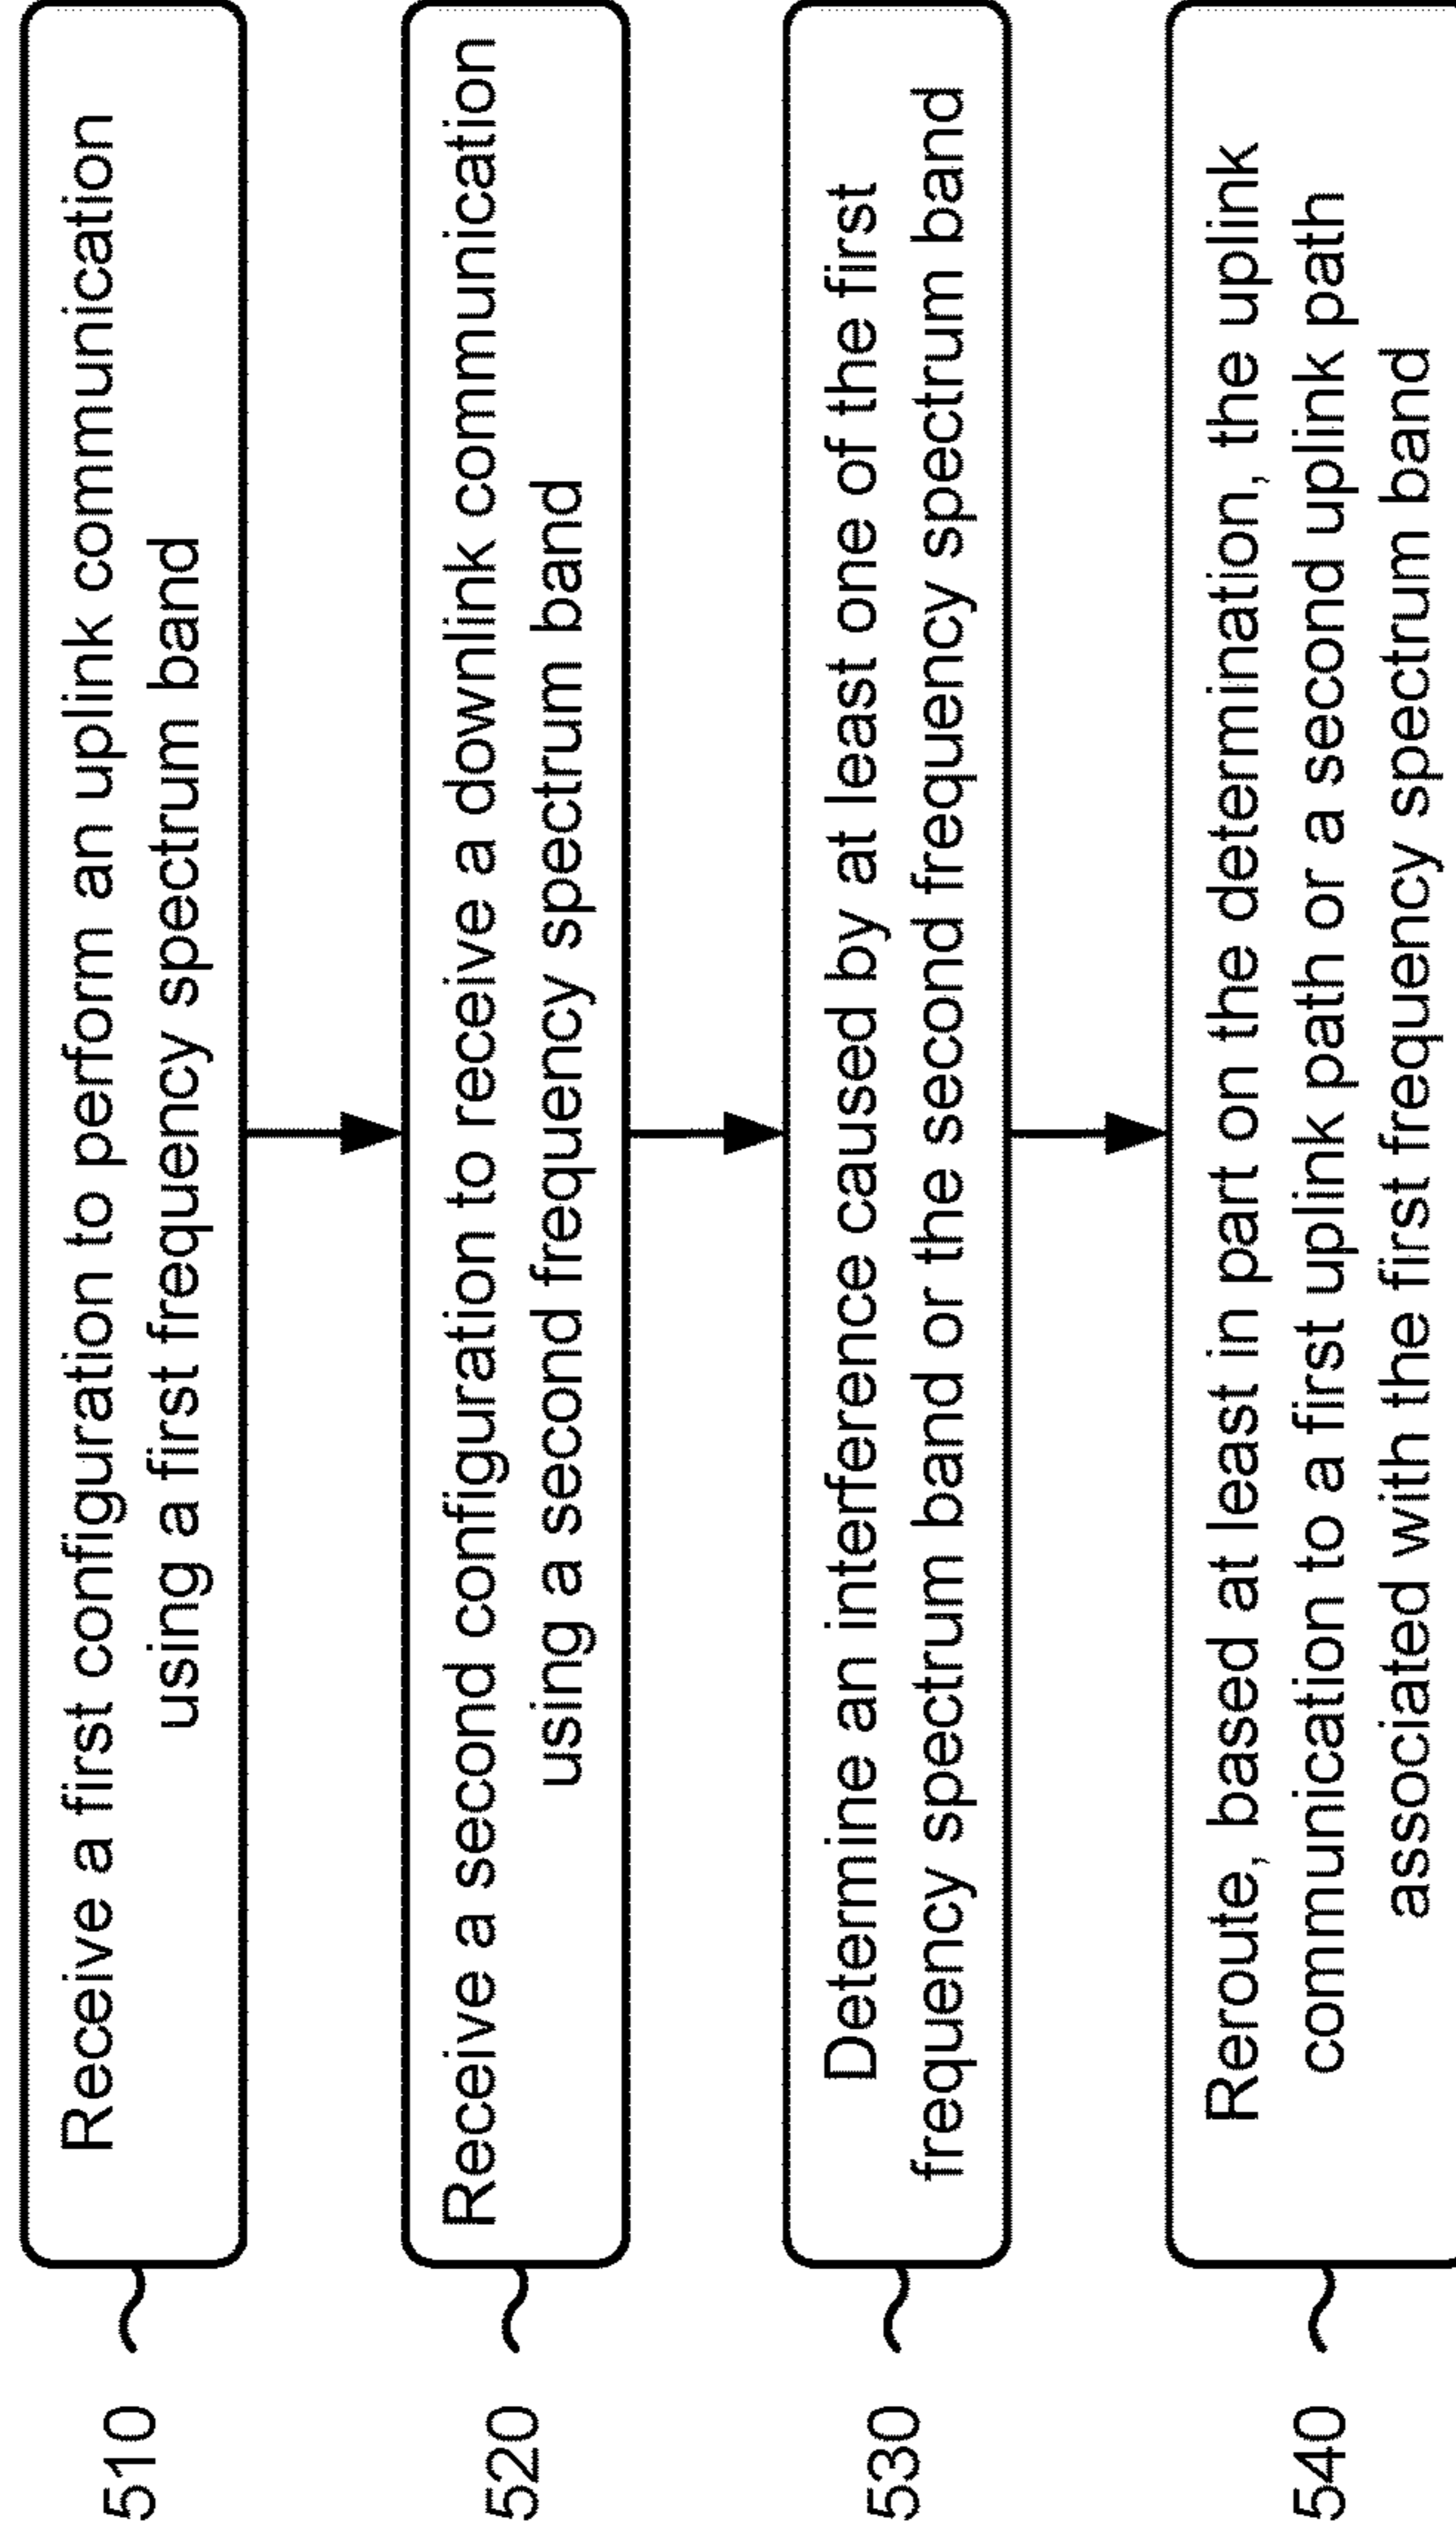 510
Receive a first configuration to perform an uplink communication
using a first frequency spectrum band
520
Receive a second configuration to receive a downlink communication
using a second frequency spectrum band
530
Determine an interference caused by at least one of the first
frequency spectrum band or the second frequency spectrum band
540
Reroute, based at least in part on the determination, the uplink
communication to a first uplink path or a second uplink path
associated with the first frequency spectrum band